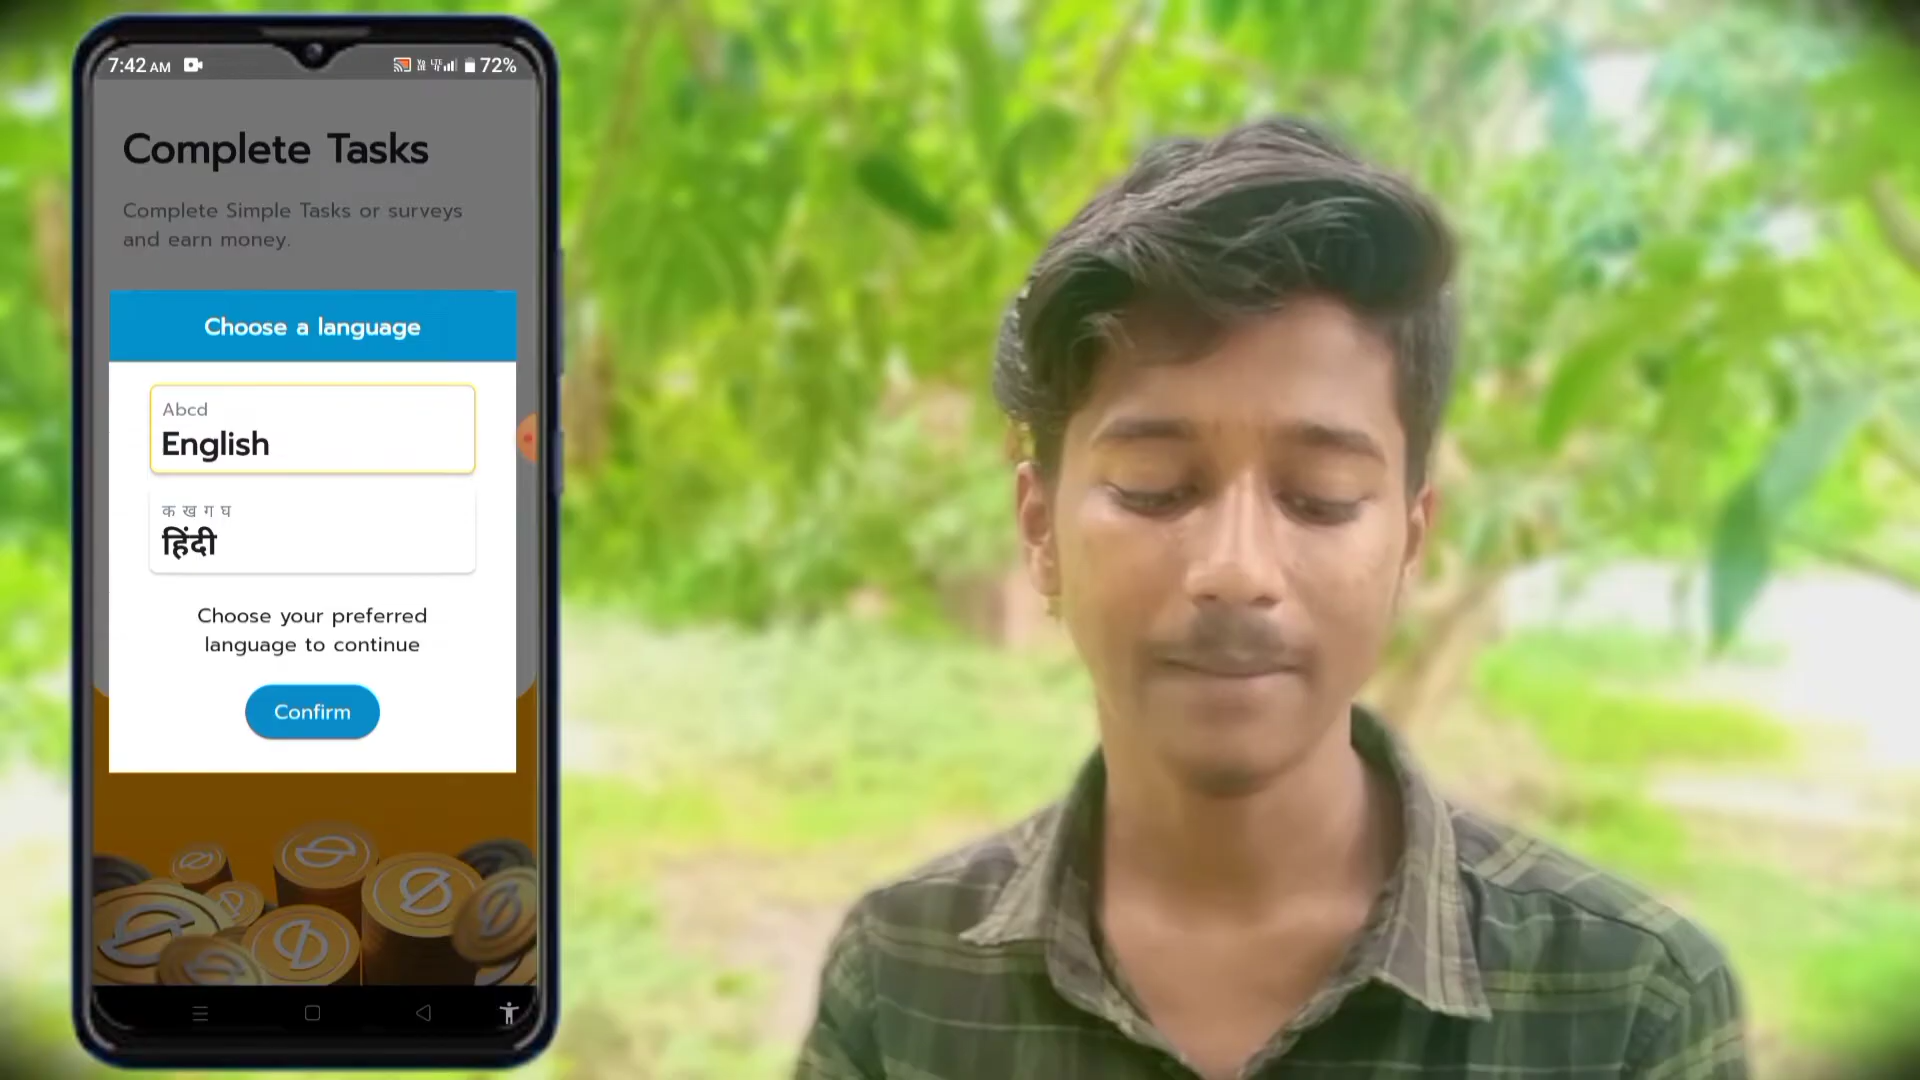 7:42 AM
72%
Complete Tasks
Complete Simple Tasks or surveys
and earn money.
Choose a language
Abcd
English
क ख ग घ
हिंदी
Choose your preferred
language to continue
Confirm